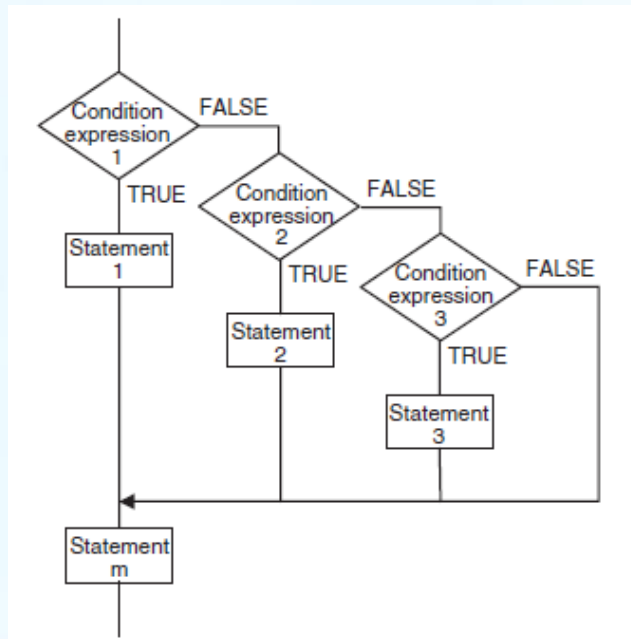 Condition
expression
1
FALSE
TRUE
Statement
1
Condition
expression
2
FALSE
TRUE
Statement
2
Condition
expression
3
FALSE
TRUE
Statement
3
Statement
m